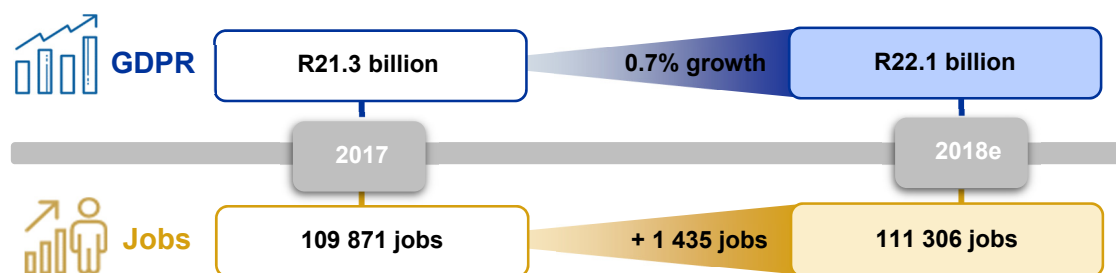 GDPR
R21.3 billion
0.7% growth
R22.1 billion
2017
2018e
Jobs
109 871 jobs
+ 1 435 jobs
111 306 jobs